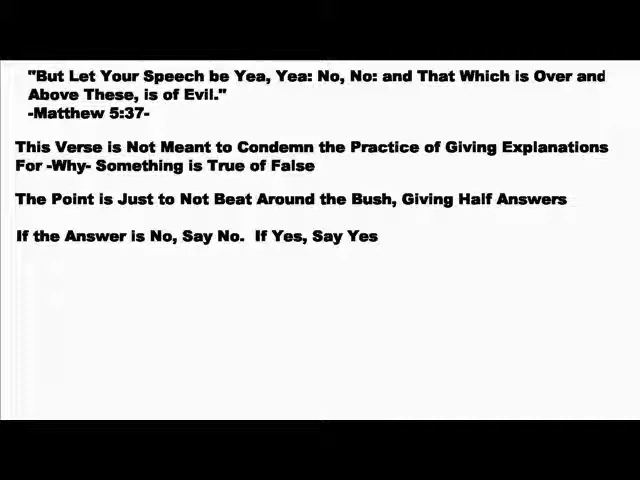 "But Let Your Speech be Yea, Yea: No, No: and That Which is Over and
Above These, is of Evil."
-Matthew 5:37-
This Verse is Not Meant to Condemn the Practice of Giving Explanations
For -Why- Something is True of False
The Point is Just to Not Beat Around the Bush, Giving Half Answers
If the Answer is No, Say No.  If Yes, Say Yes